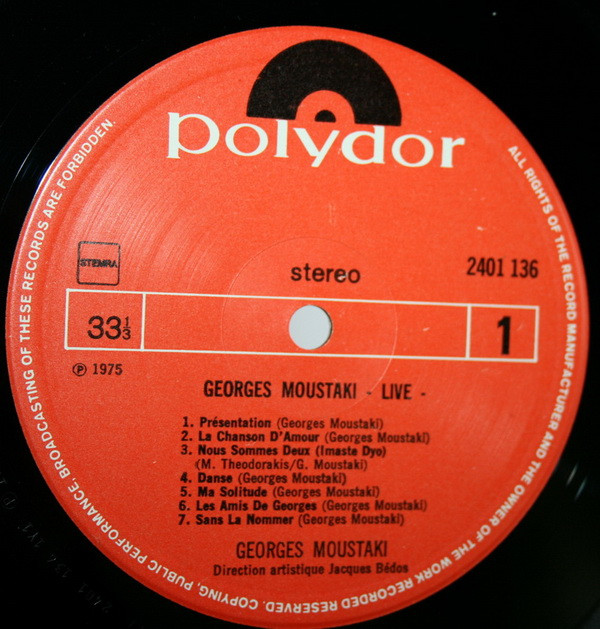 polydor
STEMRA
stereo
2401 136
33 1/3
1
℗ 1975
GEORGES MOUSTAKI - LIVE -
1. Présentation (Georges Moustaki)
2. La Chanson D'Amour (Georges Moustaki)
3. Nous Sommes Deux (Imaste Dyo)
(M. Theodorakis/G. Moustaki)
4. Danse (Georges Moustaki)
5. Ma Solitude (Georges Moustaki)
6. Les Amis De Georges (Georges Moustaki)
7. Sans La Nommer (Georges Moustaki)
GEORGES MOUSTAKI
Direction artistique Jacques Bédos
ALL RIGHTS OF THE RECORD MANUFACTURER AND THE OWNER OF THE WORK RECORDED RESERVED. COPYING, PUBLIC PERFORMANCE, BROADCASTING OF THESE RECORDS ARE FORBIDDEN.